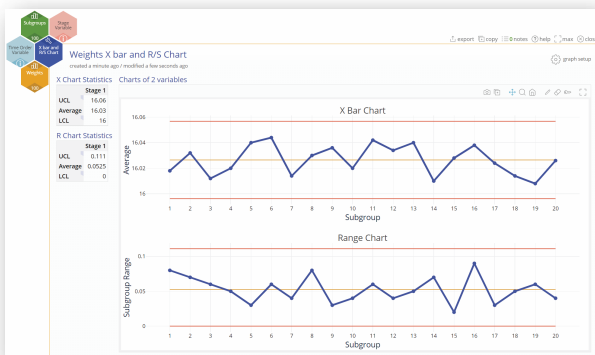 Subgroups
100
Stage Variable
Time Order Variable
X bar and R/S Chart
Weights
100
export copy 0 notes help max clos
Weights X bar and R/S Chart
created a minute ago / modified a few seconds ago
graph setup
X Chart Statistics
Stage 1
UCL 16.06
Average 16.03
LCL 16
R Chart Statistics
Stage 1
UCL 0.111
Average 0.0525
LCL 0
Charts of 2 variables
X Bar Chart
16.06
16.04
16.02
16
Average
1 2 3 4 5 6 7 8 9 10 11 12 13 14 15 16 17 18 19 20
Subgroup
Range Chart
0.1
0.05
0
Subgroup Range
1 2 3 4 5 6 7 8 9 10 11 12 13 14 15 16 17 18 19 20
Subgroup